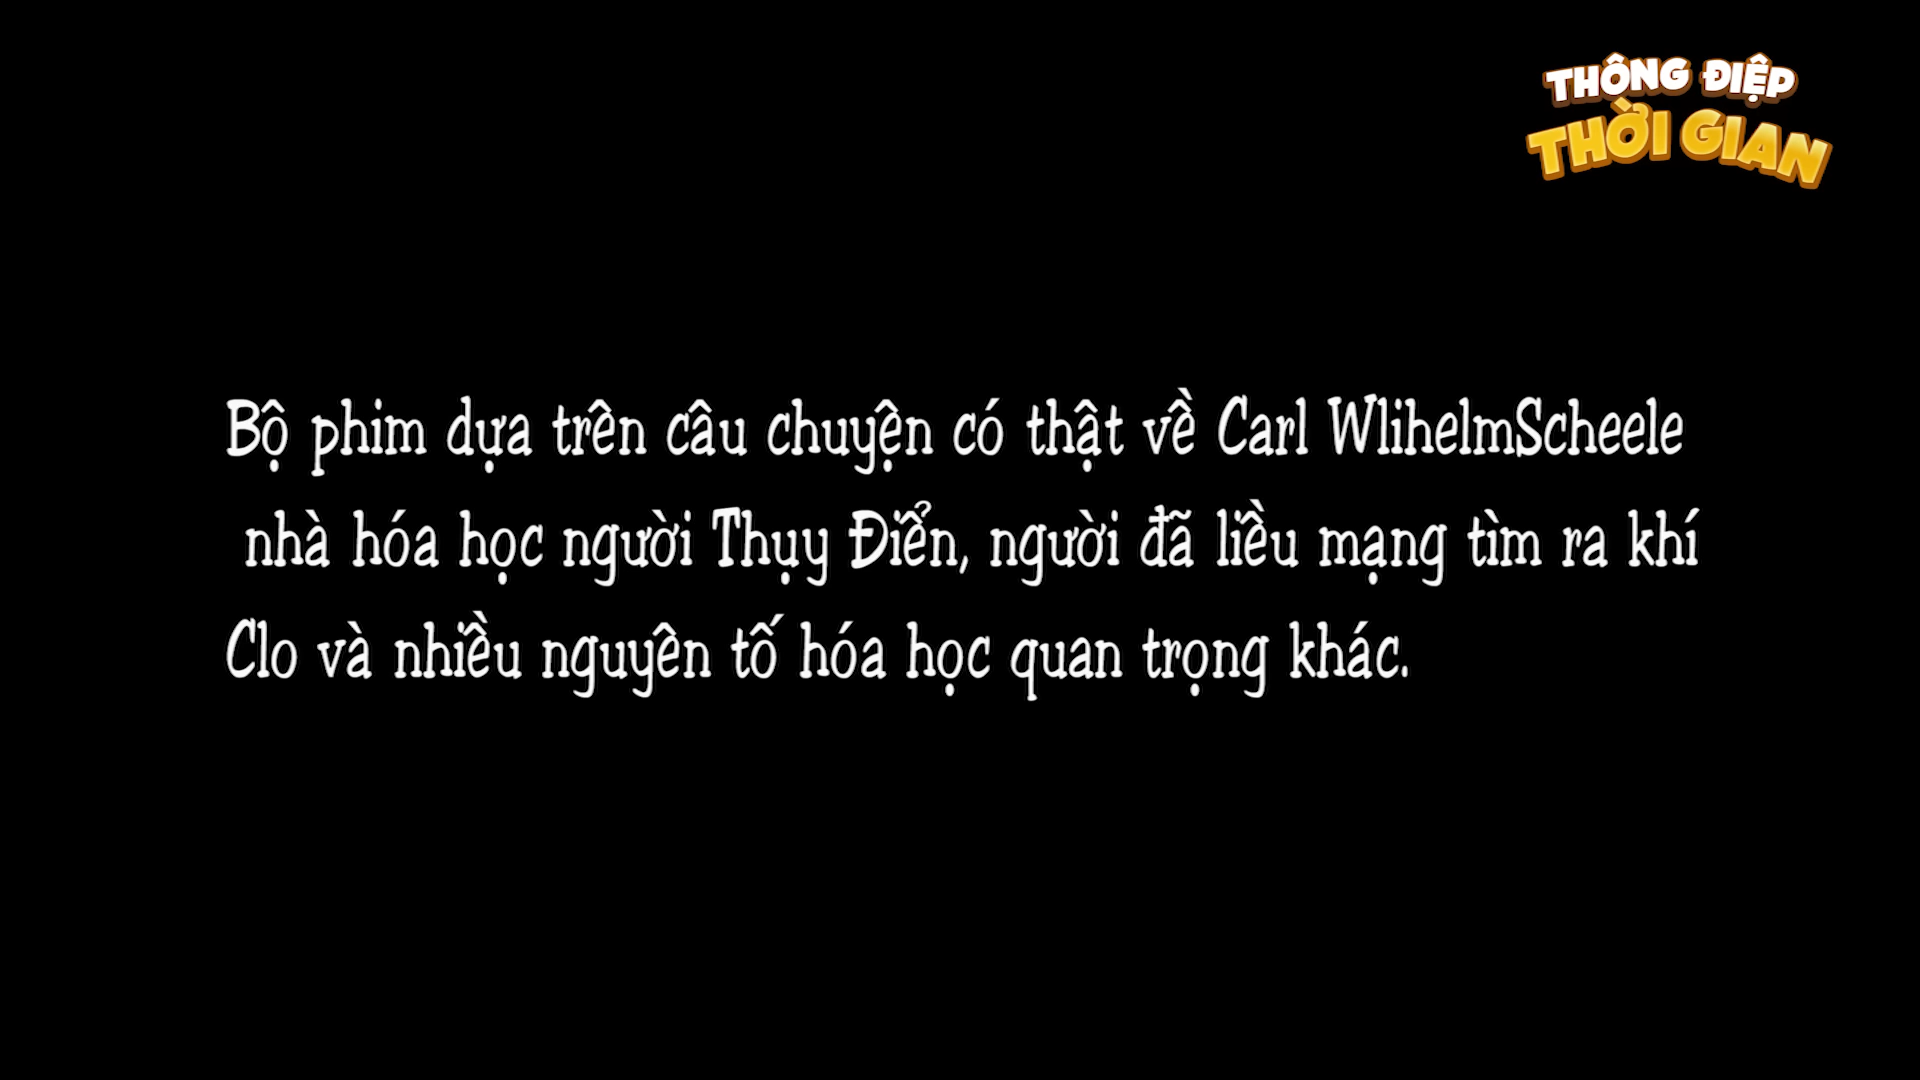 THÔNG ĐIỆP
THỜI GIAN
Bộ phim dựa trên câu chuyện có thật về Carl WlihelmScheele
nhà hóa học người Thụy Điển, người đã liều mạng tìm ra khí
Clo và nhiều nguyên tố hóa học quan trọng khác.